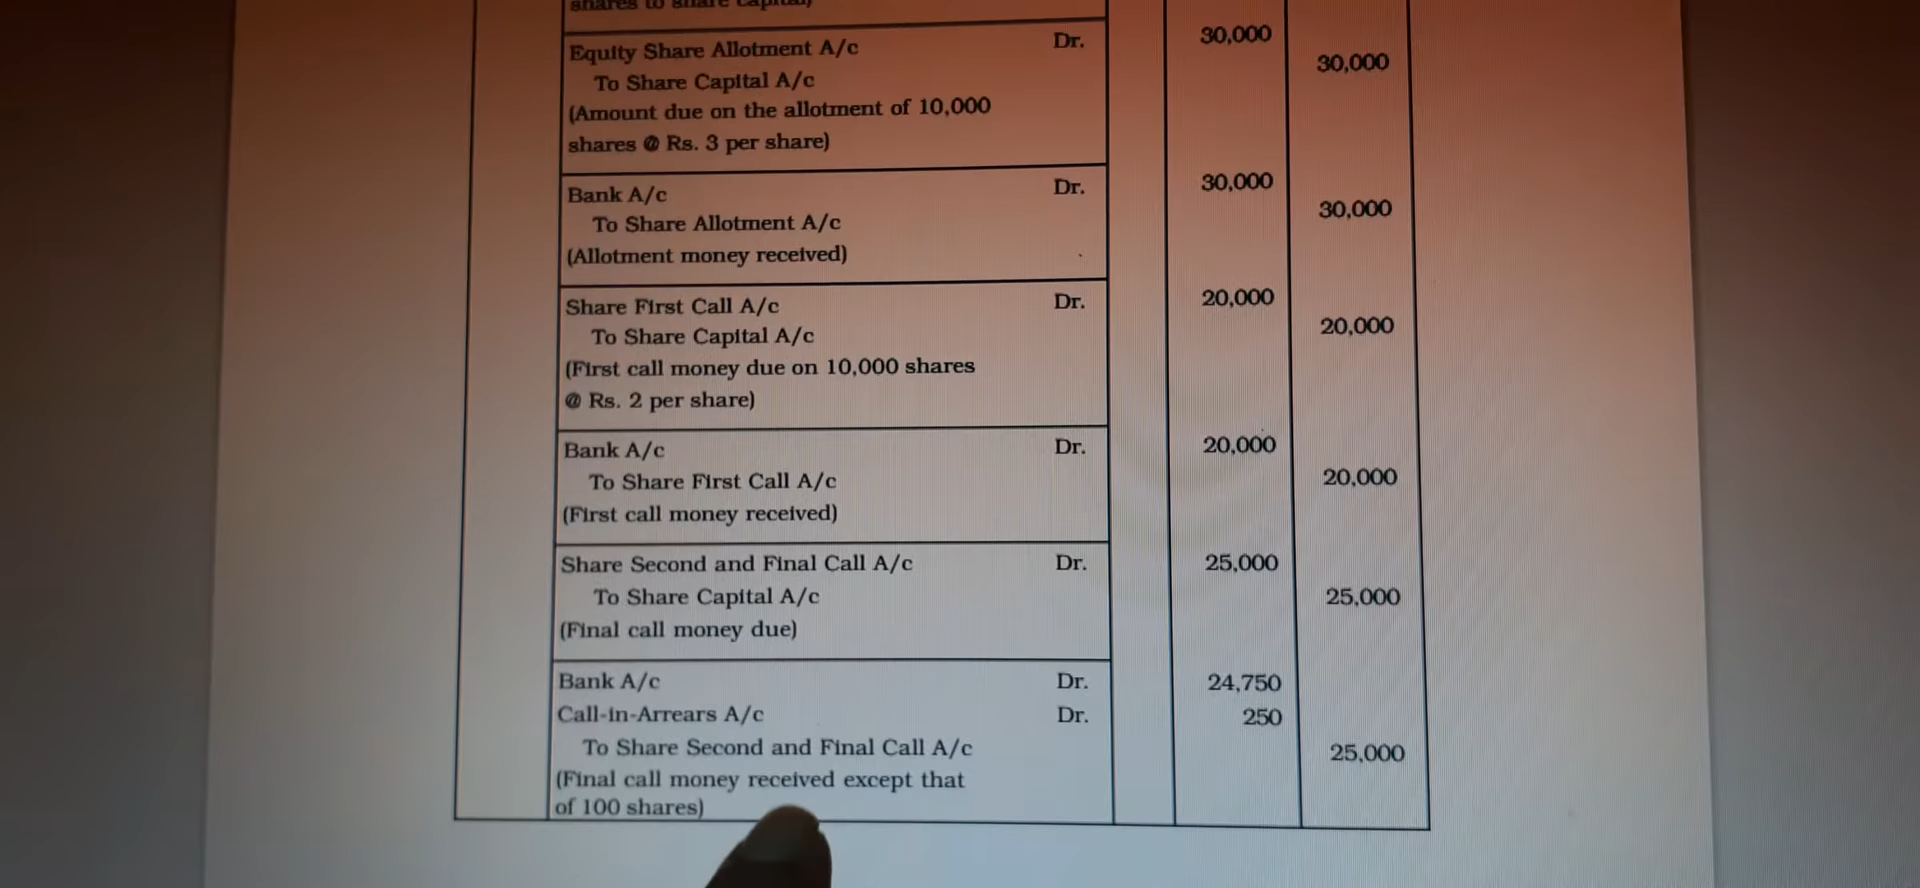 shares to share capital)
Equity Share Allotment A/c Dr. 30,000
To Share Capital A/c 30,000
(Amount due on the allotment of 10,000
shares @ Rs. 3 per share)
Bank A/c Dr. 30,000
To Share Allotment A/c 30,000
(Allotment money received)
Share First Call A/c Dr. 20,000
To Share Capital A/c 20,000
(First call money due on 10,000 shares
@ Rs. 2 per share)
Bank A/c Dr. 20,000
To Share First Call A/c 20,000
(First call money received)
Share Second and Final Call A/c Dr. 25,000
To Share Capital A/c 25,000
(Final call money due)
Bank A/c Dr. 24,750
Call-in-Arrears A/c Dr. 250
To Share Second and Final Call A/c 25,000
(Final call money received except that
of 100 shares)